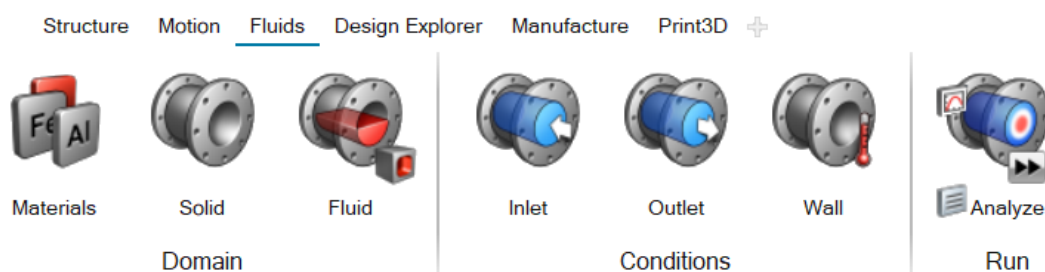 Structure Motion Fluids Design Explorer Manufacture Print3D
Fe Al
Materials Solid Fluid Inlet Outlet Wall Analyze
Domain Conditions Run